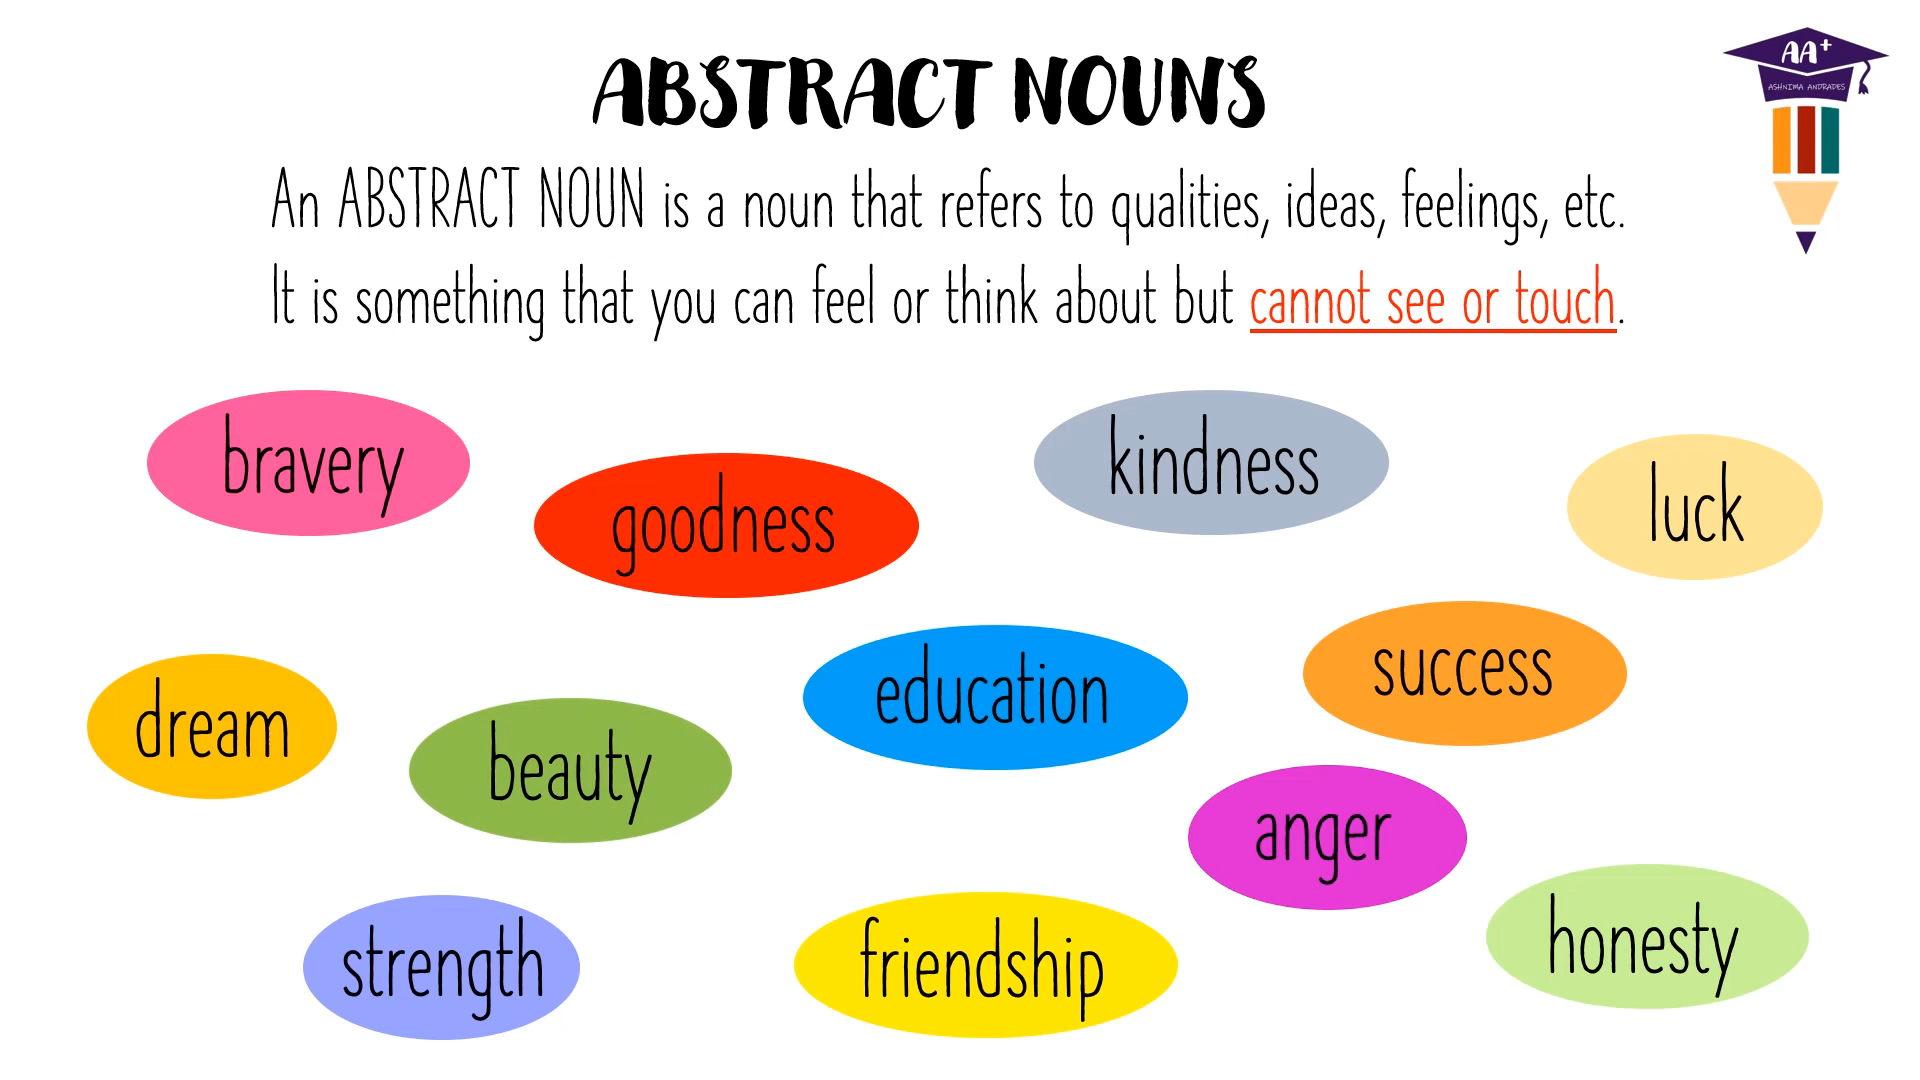 ABSTRACT NOUNS
AA+
ASHNIMA ANDRADES
An ABSTRACT NOUN is a noun that refers to qualities, ideas, feelings, etc.
It is something that you can feel or think about but cannot see or touch.
bravery
goodness
kindness
luck
dream
beauty
education
success
anger
strength
friendship
honesty